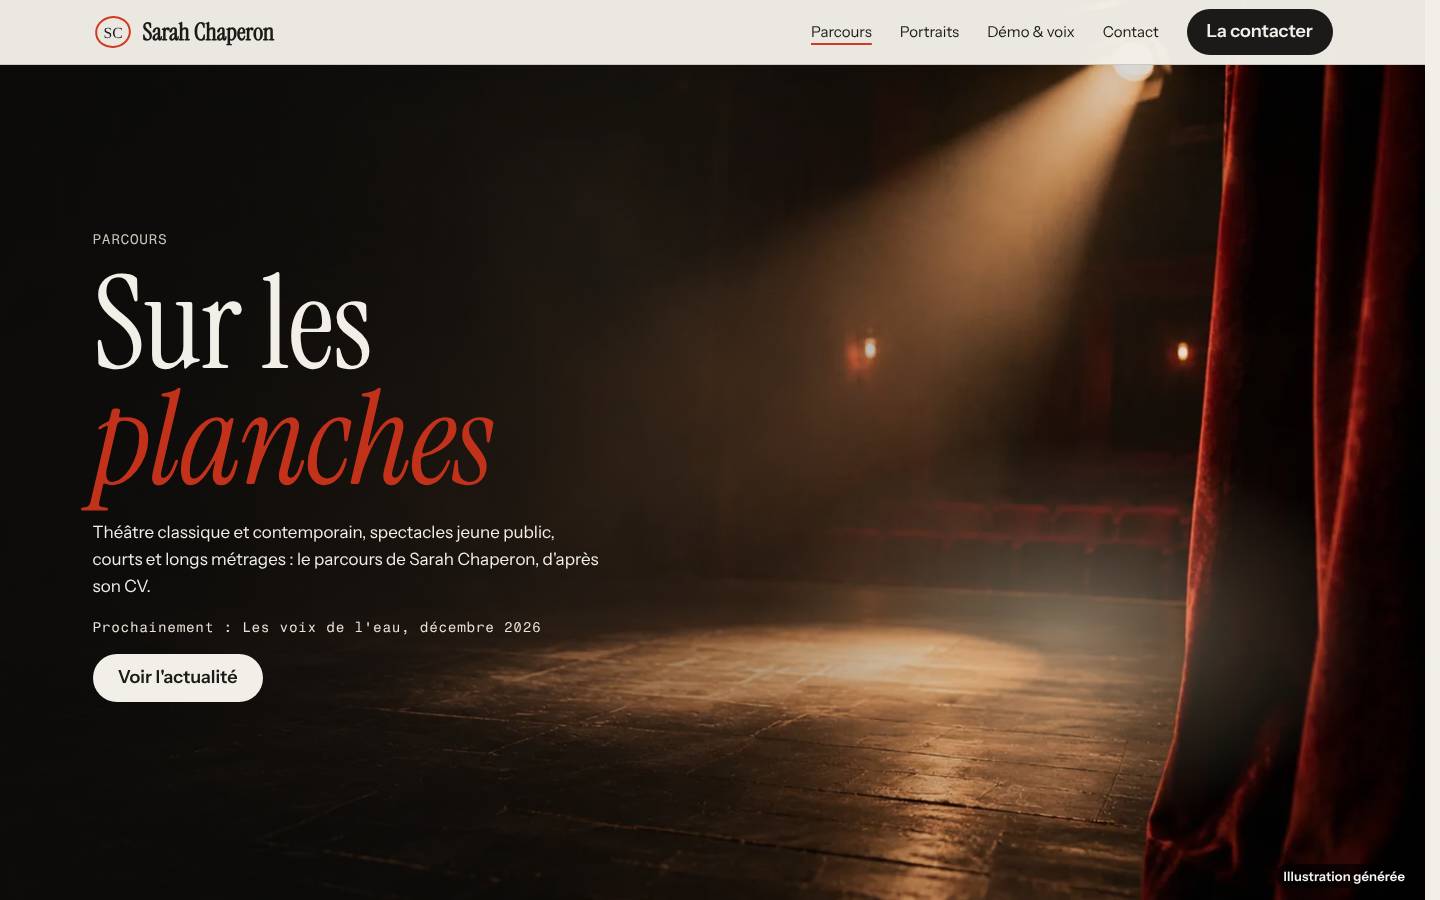 SC
Sarah Chaperon
Parcours
Portraits
Démo & voix
Contact
La contacter
PARCOURS
Sur les
planches
Théâtre classique et contemporain, spectacles jeune public,
courts et longs métrages : le parcours de Sarah Chaperon, d'après
son CV.
Prochainement : Les voix de l'eau, décembre 2026
Voir l'actualité
Illustration générée